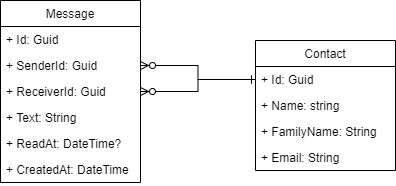 Message
+ Id: Guid
+ SenderId: Guid
+ ReceiverId: Guid
+ Text: String
+ ReadAt: DateTime?
+ CreatedAt: DateTime
Contact
+ Id: Guid
+ Name: string
+ FamilyName: String
+ Email: String